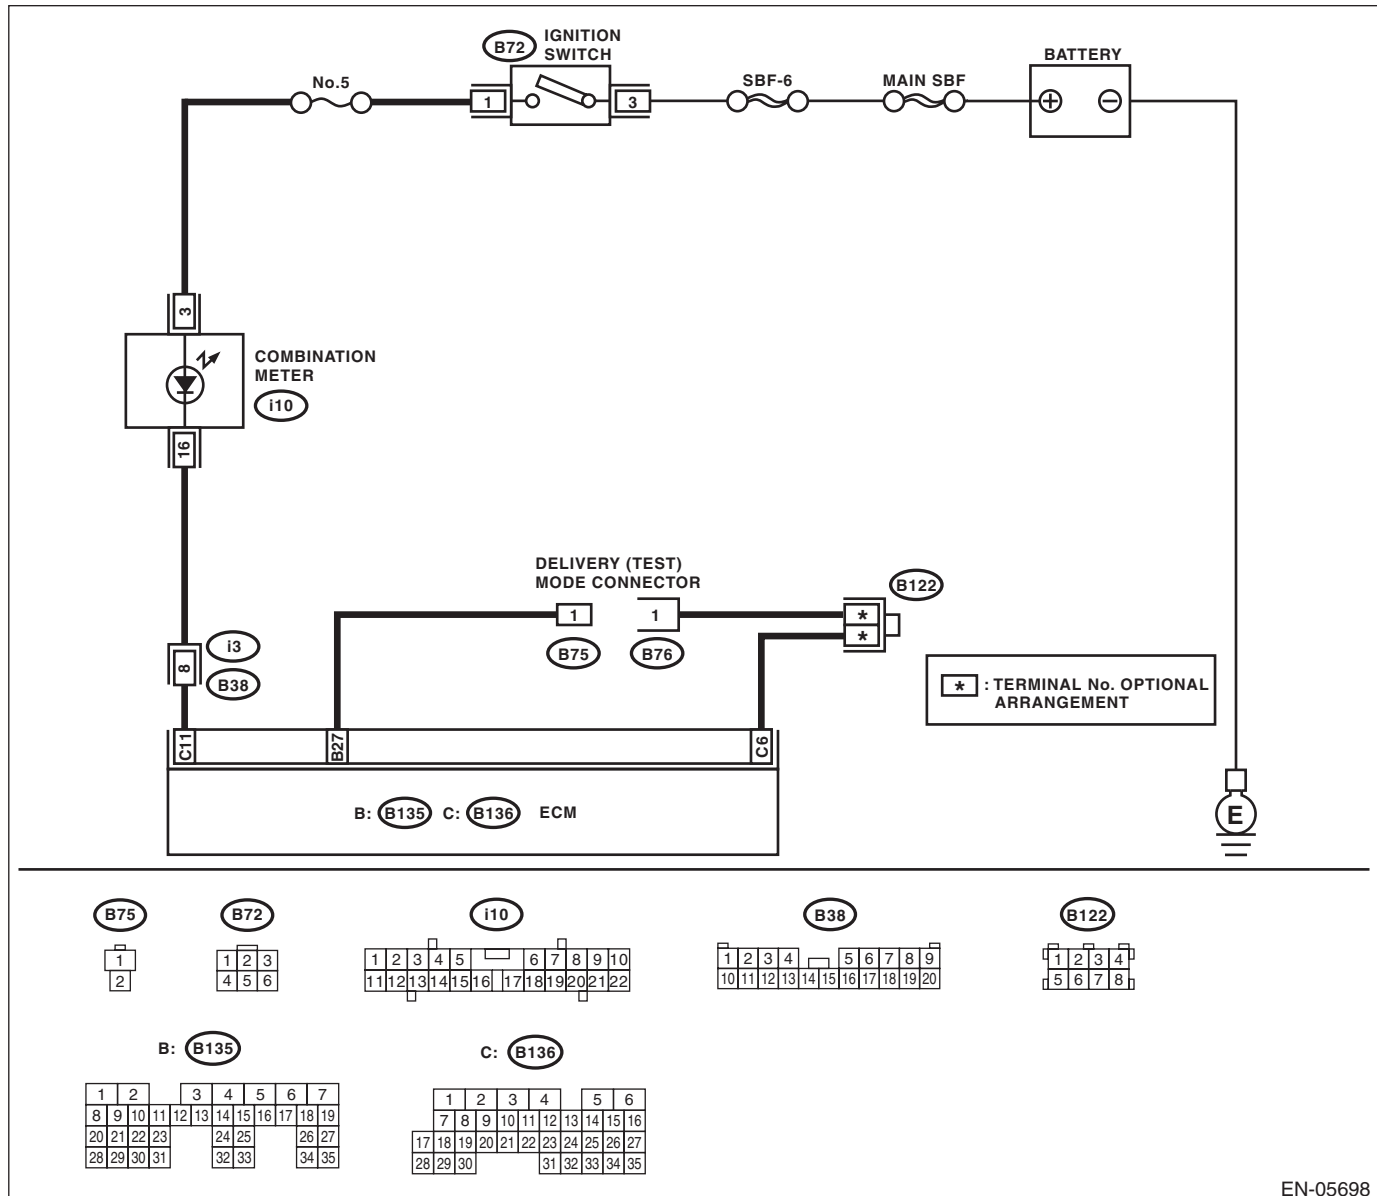 B72
IGNITION
SWITCH
No.5
1
3
SBF-6
MAIN SBF
BATTERY
+
−
3
COMBINATION
METER
i10
16
DELIVERY (TEST)
MODE CONNECTOR
B122
1
1
*
*
B75
B76
i3
8
B38
* : TERMINAL No. OPTIONAL
ARRANGEMENT
C11
B27
C6
B: B135 C: B136 ECM
E
B75
B72
i10
B38
B122
1
2
1 2 3
4 5 6
1 2 3 4 5 6 7 8 9 10
11 12 13 14 15 16 17 18 19 20 21 22
1 2 3 4 5 6 7 8 9
10 11 12 13 14 15 16 17 18 19 20
1 2 3 4
5 6 7 8
B: B135
1 2 3 4 5 6 7
8 9 10 11 12 13 14 15 16 17 18 19
20 21 22 23 24 25 26 27
28 29 30 31 32 33 34 35
C: B136
1 2 3 4 5 6
7 8 9 10 11 12 13 14 15 16
17 18 19 20 21 22 23 24 25 26 27
28 29 30 31 32 33 34 35
EN-05698